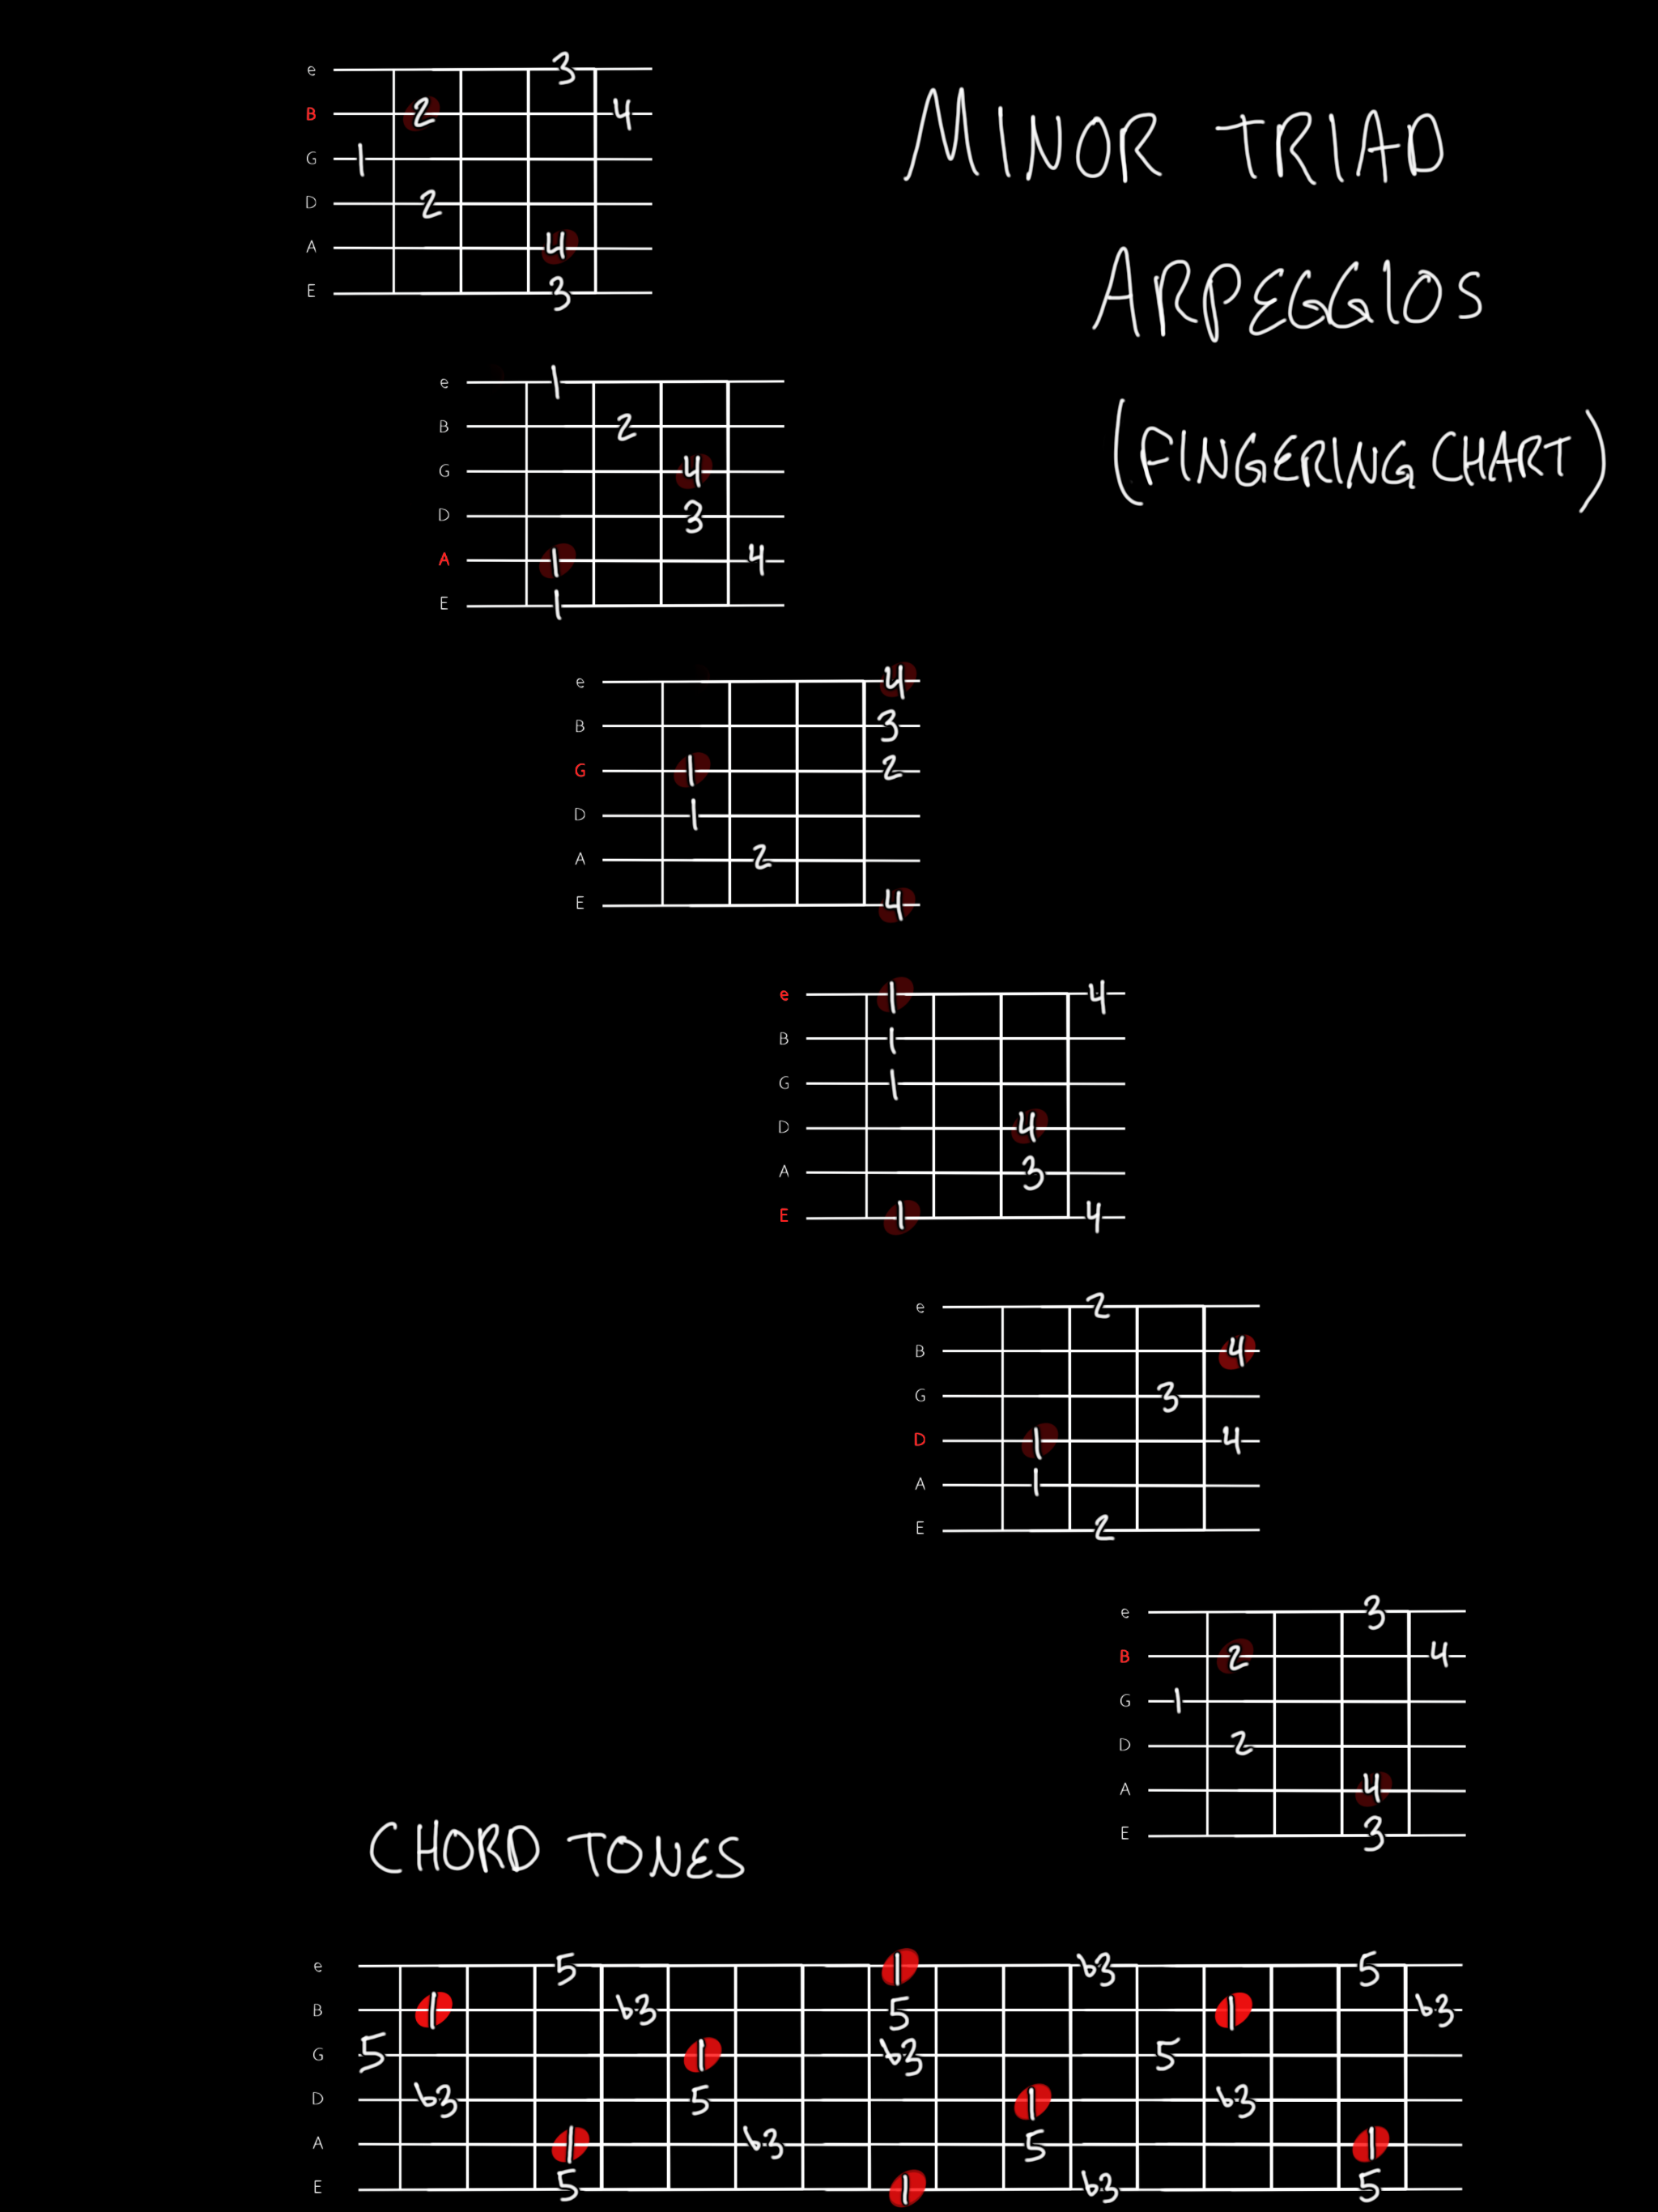 MINOR TRIAD
ARPEGGIOS
(FINGERING CHART)
e 3
B 2 4
G 1
D 2
A 4
E 3
e 1
B 2
G 4
D 3
A 1 4
E 1
e 4
B 3
G 1 2
D 1
A 2
E 4
e 1 4
B 1
G 1
D 4
A 3
E 1 4
e 2
B 4
G 3
D 1 4
A 1
E 2
e 3
B 2 4
G 1
D 2
A 4
E 3
CHORD TONES
e 5 1 b3 5
B 1 b3 5 1 b3
G 5 1 b3 5
D b3 5 1 b3
A 1 b3 5 1
E 5 1 b3 5